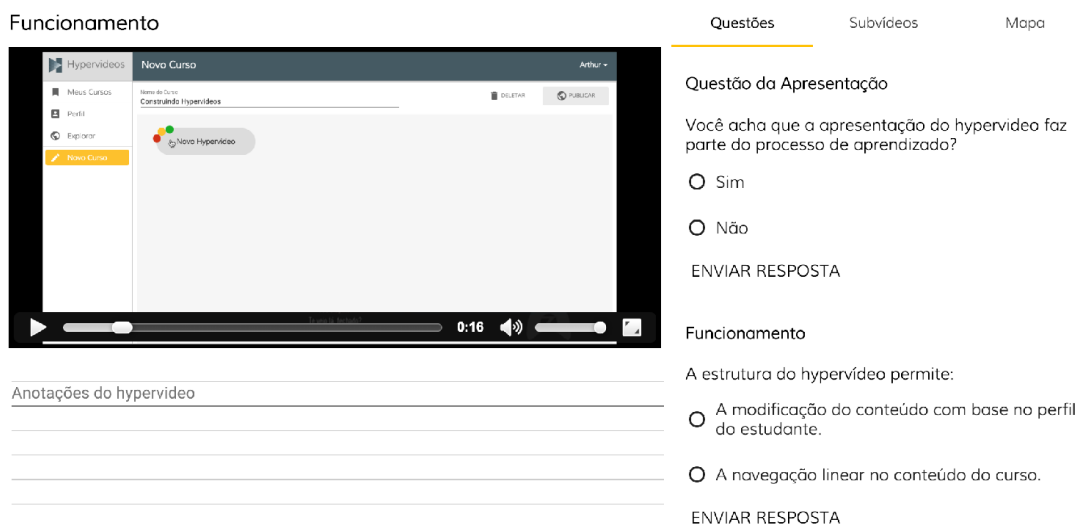 Funcionamento
Questões
Subvídeos
Mapa
Hypervideos
Novo Curso
Arthur
Meus Cursos
Perfil
Explorar
Novo Curso
Nome do Curso
Construindo Hypervideos
DELETAR
PUBLICAR
Novo Hypervideo
0:16
Anotações do hypervideo
Questão da Apresentação
Você acha que a apresentação do hypervideo faz
parte do processo de aprendizado?
Sim
Não
ENVIAR RESPOSTA
Funcionamento
A estrutura do hypervídeo permite:
A modificação do conteúdo com base no perfil
do estudante.
A navegação linear no conteúdo do curso.
ENVIAR RESPOSTA